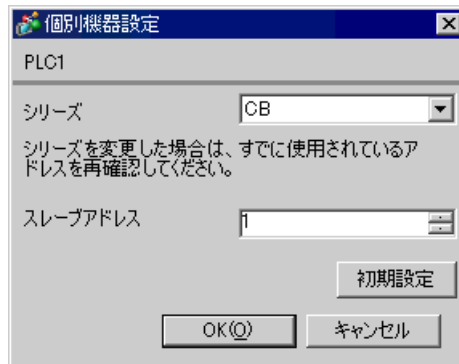 個別機器設定
PLC1
シリーズ
CB
シリーズを変更した場合は、すでに使用されているア
ドレスを再確認してください。
スレーブアドレス
1
初期設定
OK(O)
キャンセル